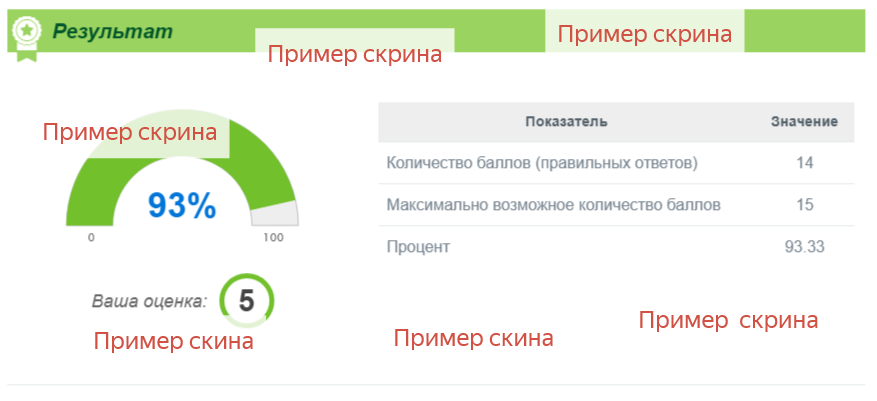 Результат
Пример скрина
Пример скрина
Пример скрина
93%
0
100
Ваша оценка: 5
Показатель Значение
Количество баллов (правильных ответов) 14
Максимально возможное количество баллов 15
Процент 93.33
Пример скина
Пример скина
Пример скрина